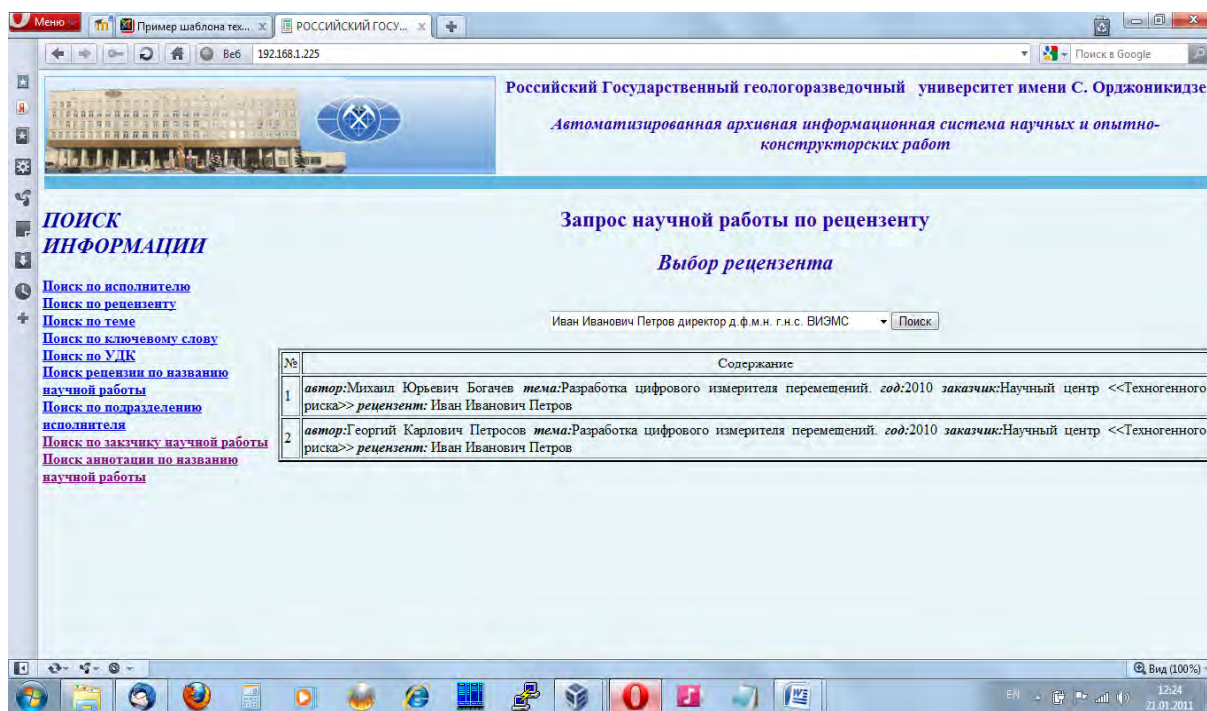 Меню
Пример шаблона тех...
РОССИЙСКИЙ ГОСУ...
Веб
192.168.1.225
Поиск в Google
Российский Государственный геологоразведочный университет имени С. Орджоникидзе
Автоматизированная архивная информационная система научных и опытно-
конструкторских работ
ПОИСК
ИНФОРМАЦИИ
Поиск по исполнителю
Поиск по рецензенту
Поиск по теме
Поиск по ключевому слову
Поиск по УДК
Поиск рецензии по названию
научной работы
Поиск по подразделению
исполнителя
Поиск по закзчику научной работы
Поиск аннотации по названию
научной работы
Запрос научной работы по рецензенту
Выбор рецензента
Иван Иванович Петров директор д.ф.м.н. г.н.с. ВИЭМС
Поиск
№ Содержание
1 автор:Михаил Юрьевич Богачев тема:Разработка цифрового измерителя перемещений. год:2010 заказчик:Научный центр <<Техногенного
риска>> рецензент: Иван Иванович Петров
2 автор:Георгий Карлович Петросов тема:Разработка цифрового измерителя перемещений. год:2010 заказчик:Научный центр <<Техногенного
риска>> рецензент: Иван Иванович Петров
Вид (100%)
EN
12:24
21.01.2011